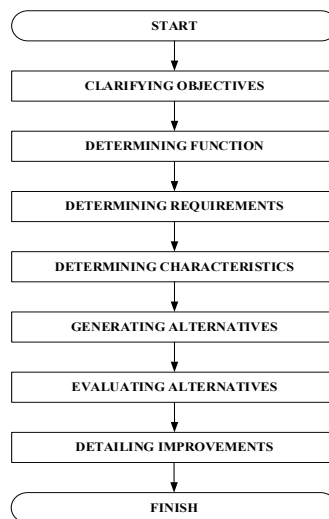 START
CLARIFYING OBJECTIVES
DETERMINING FUNCTION
DETERMINING REQUIREMENTS
DETERMINING CHARACTERISTICS
GENERATING ALTERNATIVES
EVALUATING ALTERNATIVES
DETAILING IMPROVEMENTS
FINISH